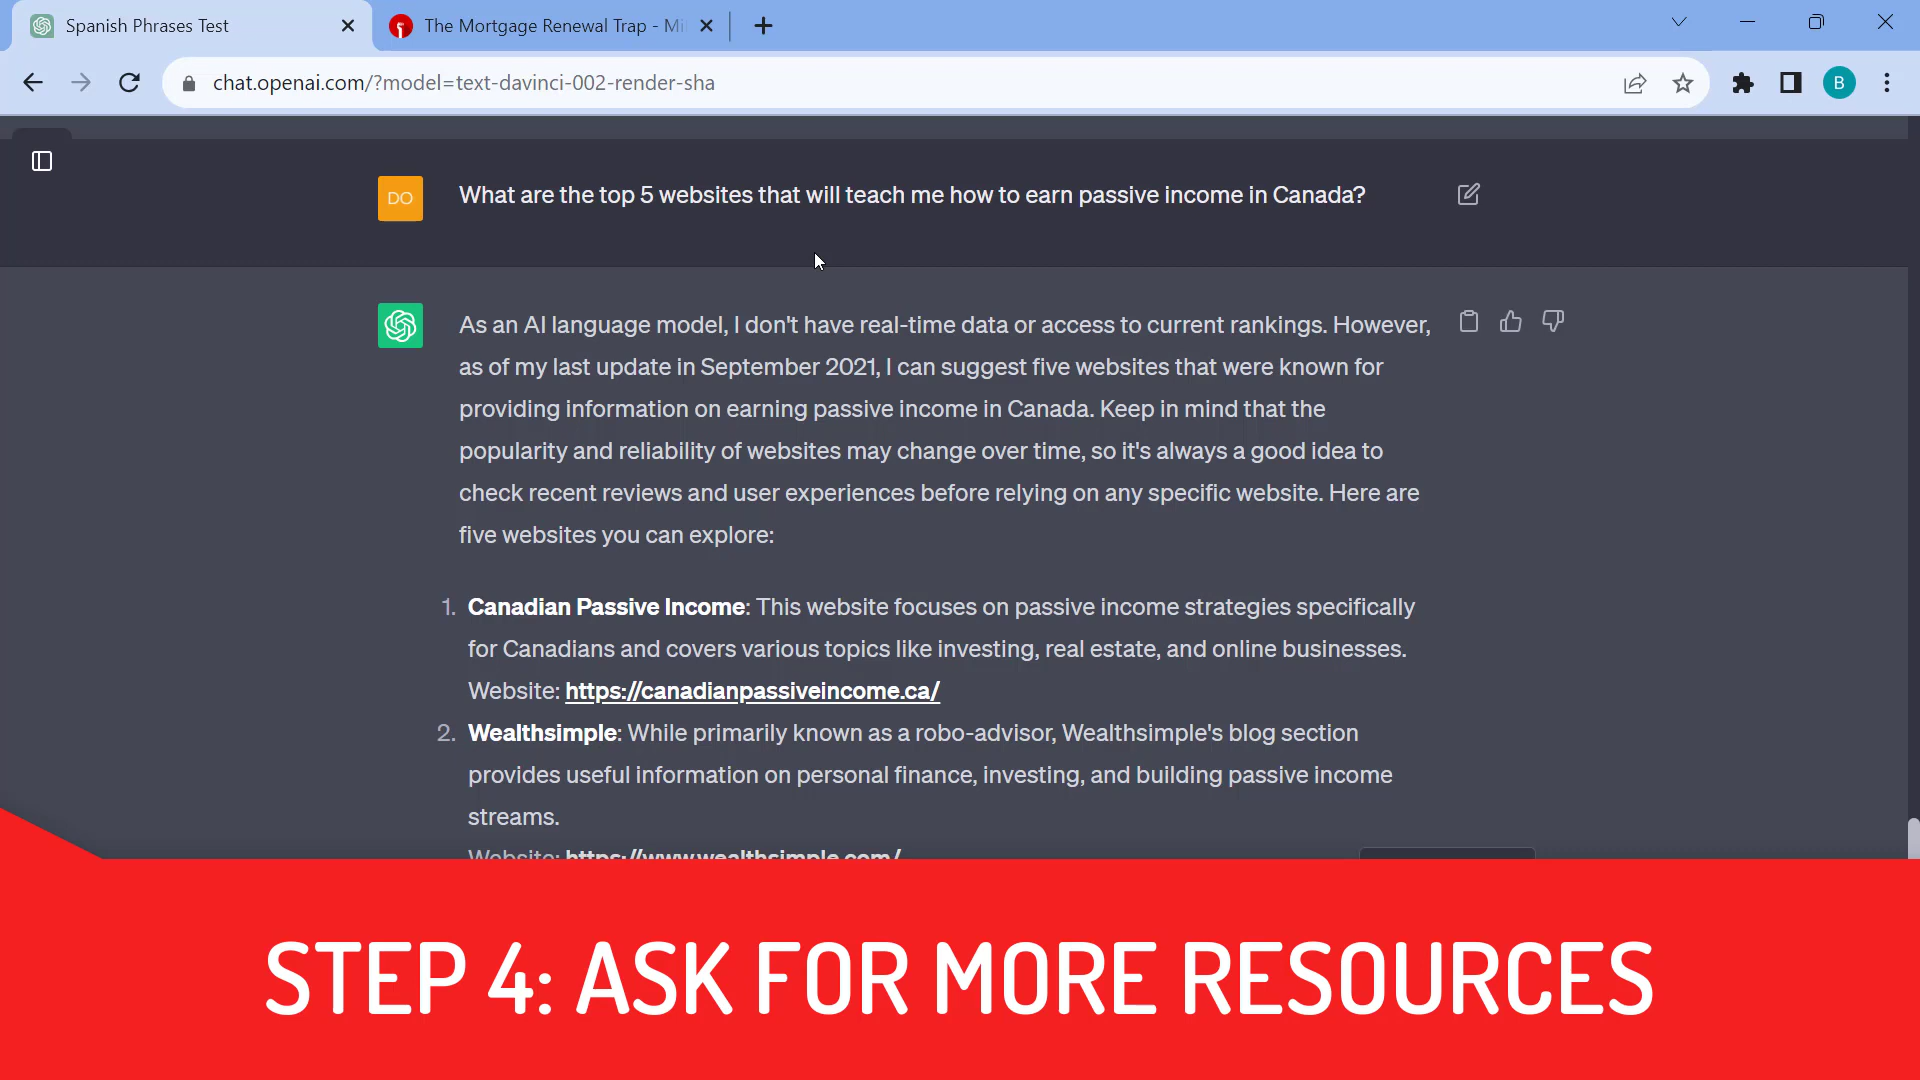 Spanish Phrases Test
The Mortgage Renewal Trap - Mi
chat.openai.com/?model=text-davinci-002-render-sha
B
DO
What are the top 5 websites that will teach me how to earn passive income in Canada?
As an AI language model, I don't have real-time data or access to current rankings. However,
as of my last update in September 2021, I can suggest five websites that were known for
providing information on earning passive income in Canada. Keep in mind that the
popularity and reliability of websites may change over time, so it's always a good idea to
check recent reviews and user experiences before relying on any specific website. Here are
five websites you can explore:
1. Canadian Passive Income: This website focuses on passive income strategies specifically
for Canadians and covers various topics like investing, real estate, and online businesses.
Website: https://canadianpassiveincome.ca/
2. Wealthsimple: While primarily known as a robo-advisor, Wealthsimple's blog section
provides useful information on personal finance, investing, and building passive income
streams.
Website: https://www.wealthsimple.com/
STEP 4: ASK FOR MORE RESOURCES